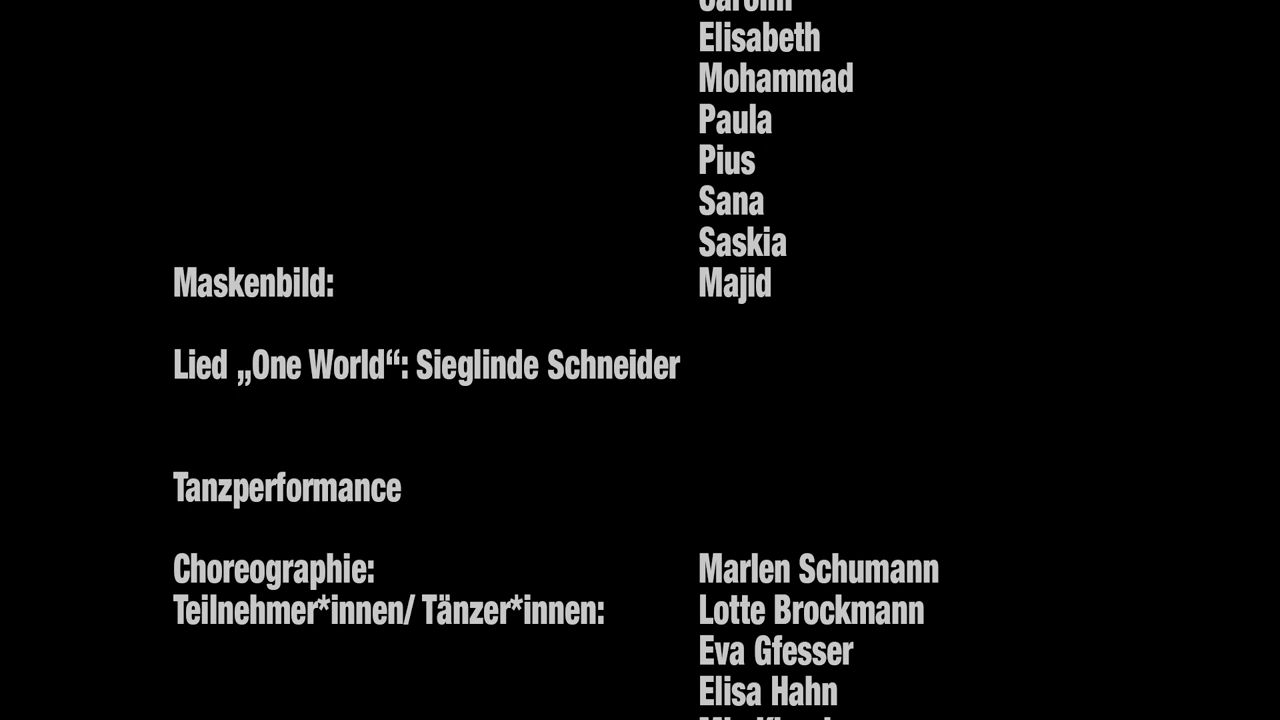 Elisabeth
Mohammad
Paula
Pius
Sana
Saskia
Maskenbild: Majid
Lied „One World“: Sieglinde Schneider
Tanzperformance
Choreographie: Marlen Schumann
Teilnehmer*innen/ Tänzer*innen: Lotte Brockmann
Eva Gfesser
Elisa Hahn